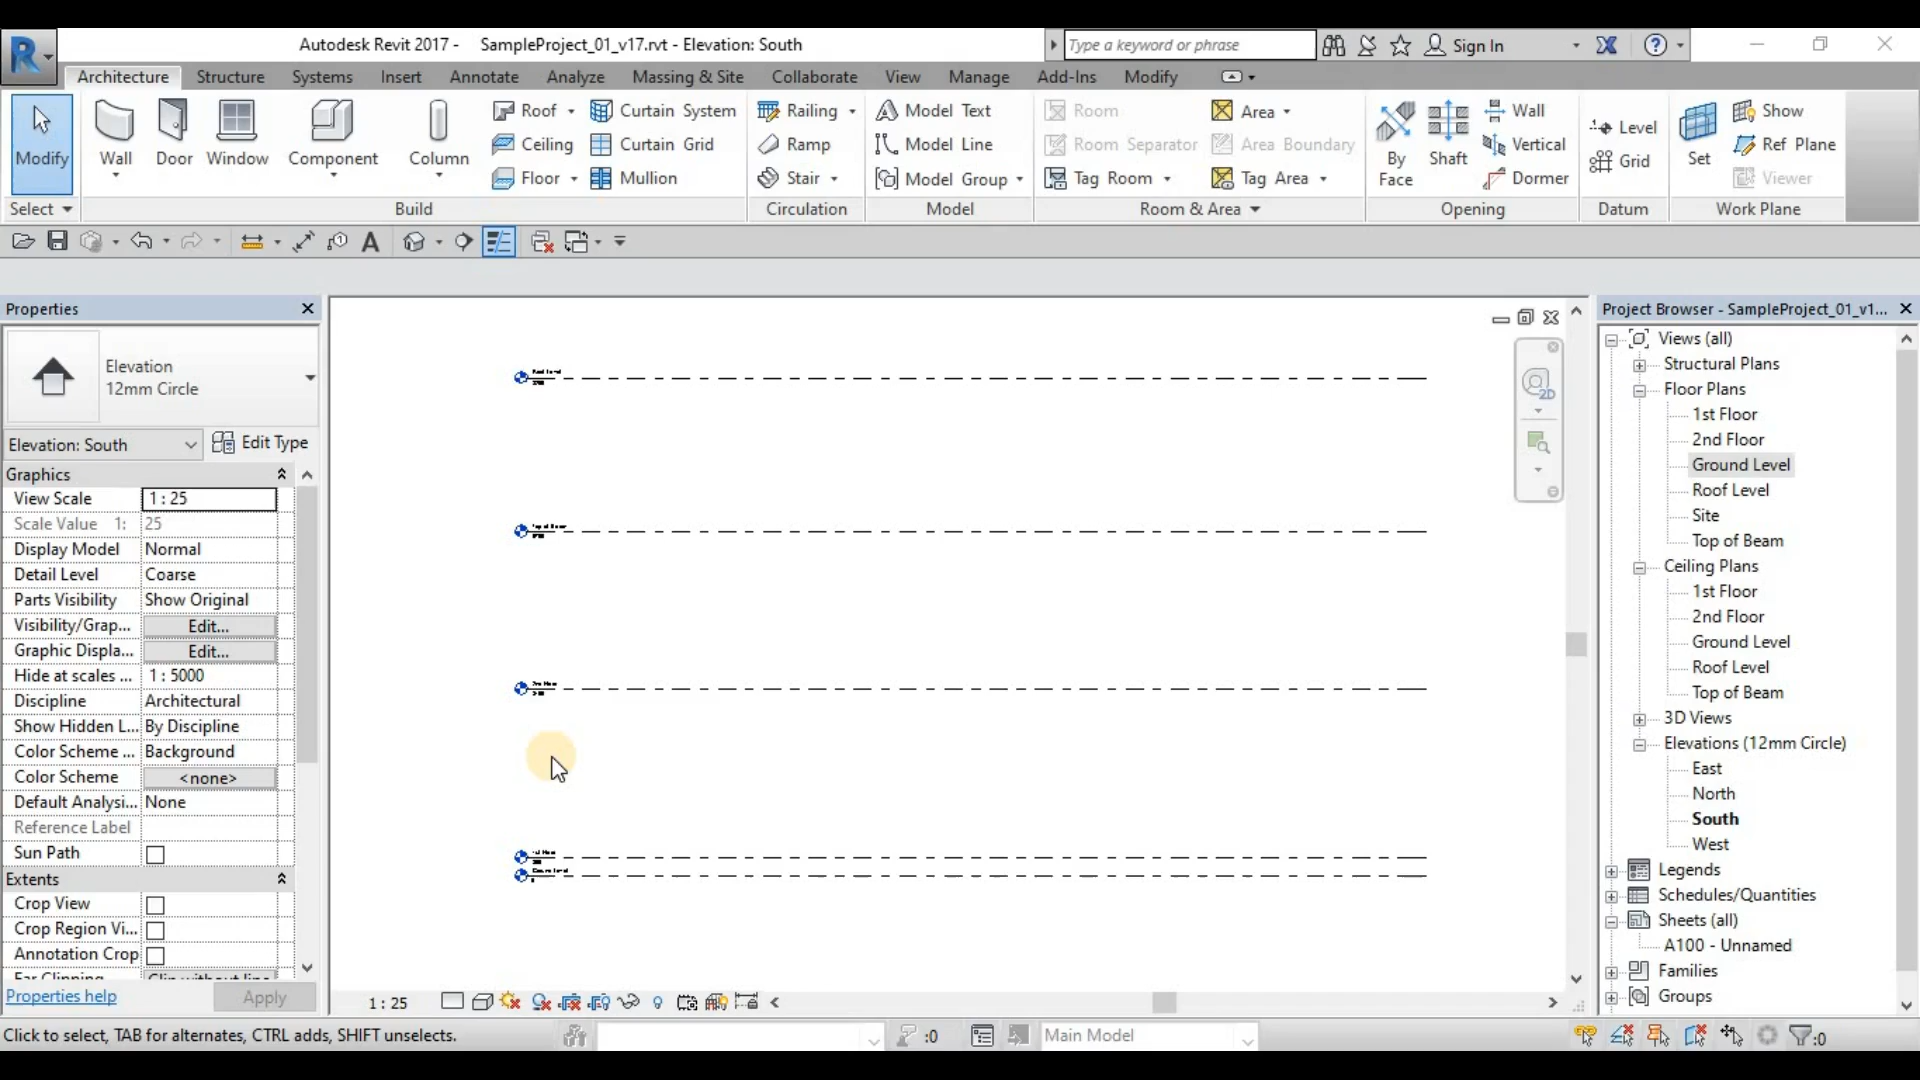 Autodesk Revit 2017 - SampleProject_01_v17.rvt - Elevation: South
Type a keyword or phrase
Sign In
Architecture Structure Systems Insert Annotate Analyze Massing & Site Collaborate View Manage Add-Ins Modify
Modify
Wall
Door
Window
Component
Column
Roof
Ceiling
Floor
Curtain System
Curtain Grid
Mullion
Railing
Ramp
Stair
Model Text
Model Line
Model Group
Room
Room Separator
Tag Room
Area
Area Boundary
Tag Area
By Face
Shaft
Wall
Vertical
Dormer
Level
Grid
Set
Show
Ref Plane
Viewer
Select Build Circulation Model Room & Area Opening Datum Work Plane
Properties
Elevation
12mm Circle
Elevation: South
Edit Type
Graphics
View Scale 1 : 25
Scale Value 1: 25
Display Model Normal
Detail Level Coarse
Parts Visibility Show Original
Visibility/Grap... Edit...
Graphic Displa... Edit...
Hide at scales ... 1 : 5000
Discipline Architectural
Show Hidden L... By Discipline
Color Scheme ... Background
Color Scheme <none>
Default Analysi... None
Reference Label
Sun Path
Extents
Crop View
Crop Region Vi...
Annotation Crop
Properties help
Apply
2D
1 : 25
Project Browser - SampleProject_01_v1...
Views (all)
Structural Plans
Floor Plans
1st Floor
2nd Floor
Ground Level
Roof Level
Site
Top of Beam
Ceiling Plans
1st Floor
2nd Floor
Ground Level
Roof Level
Top of Beam
3D Views
Elevations (12mm Circle)
East
North
South
West
Legends
Schedules/Quantities
Sheets (all)
A100 - Unnamed
Families
Groups
Click to select, TAB for alternates, CTRL adds, SHIFT unselects.
:0
Main Model
:0